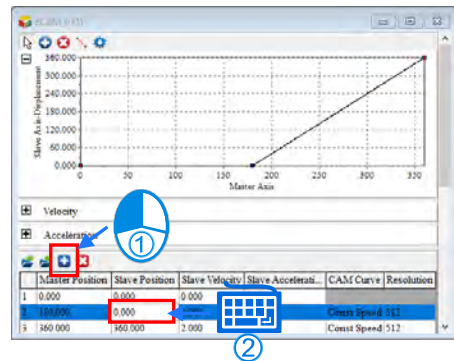 360.000
300.000
240.000
180.000
120.000
60.000
0.000
Slave Axis-Displacement
0 50 100 150 200 250 300 350
Master Axis
Velocity
Acceleration
①
Master Position Slave Position Slave Velocity Slave Accelerati... CAM Curve Resolution
1 0.000 0.000 0.000
2 180.000 0.000 Const Speed 512
3 360.000 360.000 2.000 Const Speed 512
②